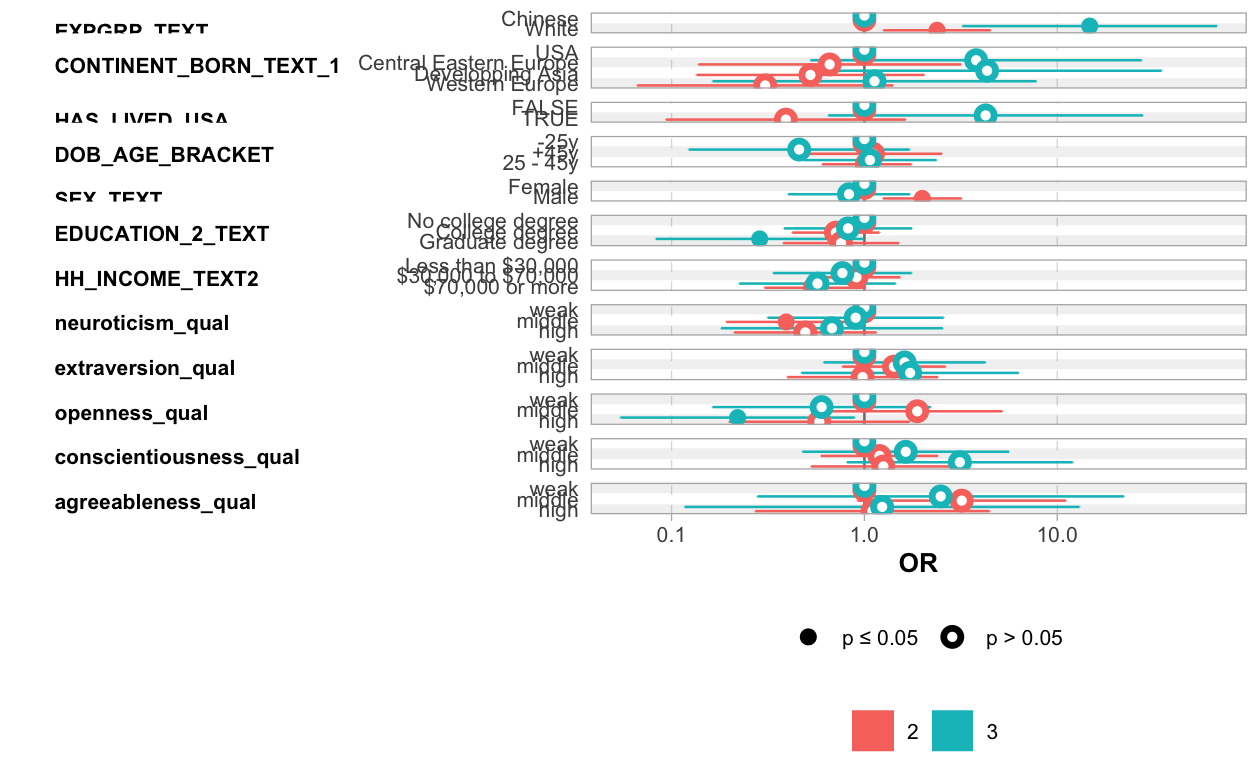 EXPGRP_TEXT
Chinese
White
CONTINENT_BORN_TEXT_1
USA
Central Eastern Europe
Developping Asia
Western Europe
HAS_LIVED_USA
FALSE
TRUE
DOB_AGE_BRACKET
-25y
+45y
25 - 45y
SEX_TEXT
Female
Male
EDUCATION_2_TEXT
No college degree
College degree
Graduate degree
HH_INCOME_TEXT2
Less than $30,000
$30,000 to $70,000
$70,000 or more
neuroticism_qual
weak
middle
high
extraversion_qual
weak
middle
high
openness_qual
weak
middle
high
conscientiousness_qual
weak
middle
high
agreeableness_qual
weak
middle
high
0.1 1.0 10.0
OR
p ≤ 0.05 p > 0.05
2 3